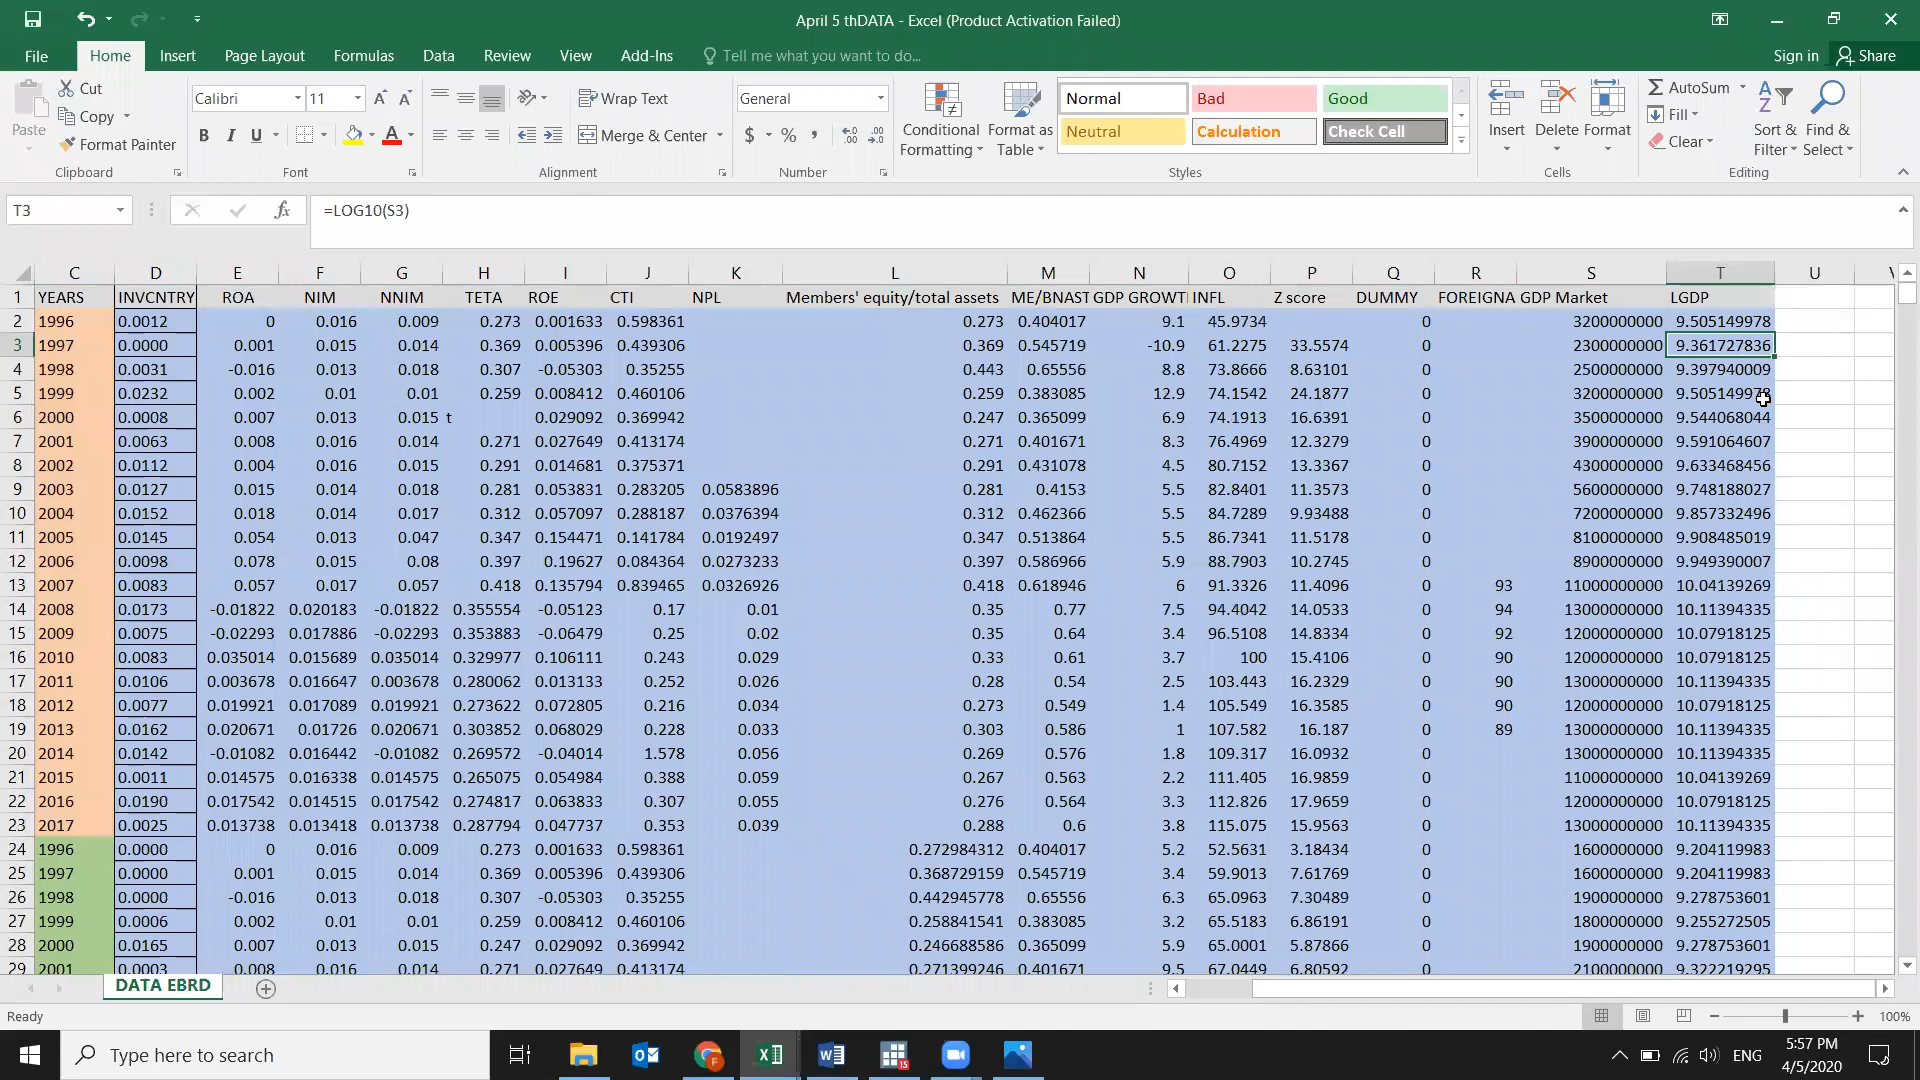 April 5 thDATA - Excel (Product Activation Failed)
File Home Insert Page Layout Formulas Data Review View Add-Ins Tell me what you want to do... Sign in Share
Paste Cut Copy Format Painter Clipboard
Calibri 11 B I U Font
Wrap Text Merge & Center Alignment
General $ % Number
Conditional Formatting Format as Table
Normal Bad Good
Neutral Calculation Check Cell
Styles
Insert Delete Format Cells
AutoSum Fill Clear Sort & Filter Find & Select Editing
T3 fx =LOG10(S3)
C D E F G H I J K L M N O P Q R S T U
1 YEARS INVCNTRY ROA NIM NNIM TETA ROE CTI NPL Members' equity/total assets ME/BNAST GDP GROWT INFL Z score DUMMY FOREIGNA GDP Market LGDP
2 1996 0.0012 0 0.016 0.009 0.273 0.001633 0.598361 0.273 0.404017 9.1 45.9734 0 3200000000 9.505149978
3 1997 0.0000 0.001 0.015 0.014 0.369 0.005396 0.439306 0.369 0.545719 -10.9 61.2275 33.5574 0 2300000000 9.361727836
4 1998 0.0031 -0.016 0.013 0.018 0.307 -0.05303 0.35255 0.443 0.65556 8.8 73.8666 8.63101 0 2500000000 9.397940009
5 1999 0.0232 0.002 0.01 0.01 0.259 0.008412 0.460106 0.259 0.383085 12.9 74.1542 24.1877 0 3200000000 9.505149978
6 2000 0.0008 0.007 0.013 0.015 t 0.029092 0.369942 0.247 0.365099 6.9 74.1913 16.6391 0 3500000000 9.544068044
7 2001 0.0063 0.008 0.016 0.014 0.271 0.027649 0.413174 0.271 0.401671 8.3 76.4969 12.3279 0 3900000000 9.591064607
8 2002 0.0112 0.004 0.016 0.015 0.291 0.014681 0.375371 0.291 0.431078 4.5 80.7152 13.3367 0 4300000000 9.633468456
9 2003 0.0127 0.015 0.014 0.018 0.281 0.053831 0.283205 0.0583896 0.281 0.4153 5.5 82.8401 11.3573 0 5600000000 9.748188027
10 2004 0.0152 0.018 0.014 0.017 0.312 0.057097 0.288187 0.0376394 0.312 0.462366 5.5 84.7289 9.93488 0 7200000000 9.857332496
11 2005 0.0145 0.054 0.013 0.047 0.347 0.154471 0.141784 0.0192497 0.347 0.513864 5.5 86.7341 11.5178 0 8100000000 9.908485019
12 2006 0.0098 0.078 0.015 0.08 0.397 0.19627 0.084364 0.0273233 0.397 0.586966 5.9 88.7903 10.2745 0 8900000000 9.949390007
13 2007 0.0083 0.057 0.017 0.057 0.418 0.135794 0.839465 0.0326926 0.418 0.618946 6 91.3326 11.4096 0 93 11000000000 10.04139269
14 2008 0.0173 -0.01822 0.020183 -0.01822 0.355554 -0.05123 0.17 0.01 0.35 0.77 7.5 94.4042 14.0533 0 94 13000000000 10.11394335
15 2009 0.0075 -0.02293 0.017886 -0.02293 0.353883 -0.06479 0.25 0.02 0.35 0.64 3.4 96.5108 14.8334 0 92 12000000000 10.07918125
16 2010 0.0083 0.035014 0.015689 0.035014 0.329977 0.106111 0.243 0.029 0.33 0.61 3.7 100 15.4106 0 90 12000000000 10.07918125
17 2011 0.0106 0.003678 0.016647 0.003678 0.280062 0.013133 0.252 0.026 0.28 0.54 2.5 103.443 16.2329 0 90 13000000000 10.11394335
18 2012 0.0077 0.019921 0.017089 0.019921 0.273622 0.072805 0.216 0.034 0.273 0.549 1.4 105.549 16.3585 0 90 12000000000 10.07918125
19 2013 0.0162 0.020671 0.01726 0.020671 0.303852 0.068029 0.228 0.033 0.303 0.586 1 107.582 16.187 0 89 13000000000 10.11394335
20 2014 0.0142 -0.01082 0.016442 -0.01082 0.269572 -0.04014 1.578 0.056 0.269 0.576 1.8 109.317 16.0932 0 13000000000 10.11394335
21 2015 0.0011 0.014575 0.016338 0.014575 0.265075 0.054984 0.388 0.059 0.267 0.563 2.2 111.405 16.9859 0 11000000000 10.04139269
22 2016 0.0190 0.017542 0.014515 0.017542 0.274817 0.063833 0.307 0.055 0.276 0.564 3.3 112.826 17.9659 0 12000000000 10.07918125
23 2017 0.0025 0.013738 0.013418 0.013738 0.287794 0.047737 0.353 0.039 0.288 0.6 3.8 115.075 15.9563 0 13000000000 10.11394335
24 1996 0.0000 0 0.016 0.009 0.273 0.001633 0.598361 0.272984312 0.404017 5.2 52.5631 3.18434 0 1600000000 9.204119983
25 1997 0.0000 0.001 0.015 0.014 0.369 0.005396 0.439306 0.368729159 0.545719 3.4 59.9013 7.61769 0 1600000000 9.204119983
26 1998 0.0000 -0.016 0.013 0.018 0.307 -0.05303 0.35255 0.442945778 0.65556 6.3 65.0963 7.30489 0 1900000000 9.278753601
27 1999 0.0006 0.002 0.01 0.01 0.259 0.008412 0.460106 0.258841541 0.383085 3.2 65.5183 6.86191 0 1800000000 9.255272505
28 2000 0.0165 0.007 0.013 0.015 0.247 0.029092 0.369942 0.246688586 0.365099 5.9 65.0001 5.87866 0 1900000000 9.278753601
29 2001 0.0003 0.008 0.016 0.014 0.271 0.027649 0.413174 0.271399246 0.401671 9.5 67.0449 6.80592 0 2100000000 9.322219295
DATA EBRD
Ready 100%
Type here to search ENG 5:57 PM
4/5/2020